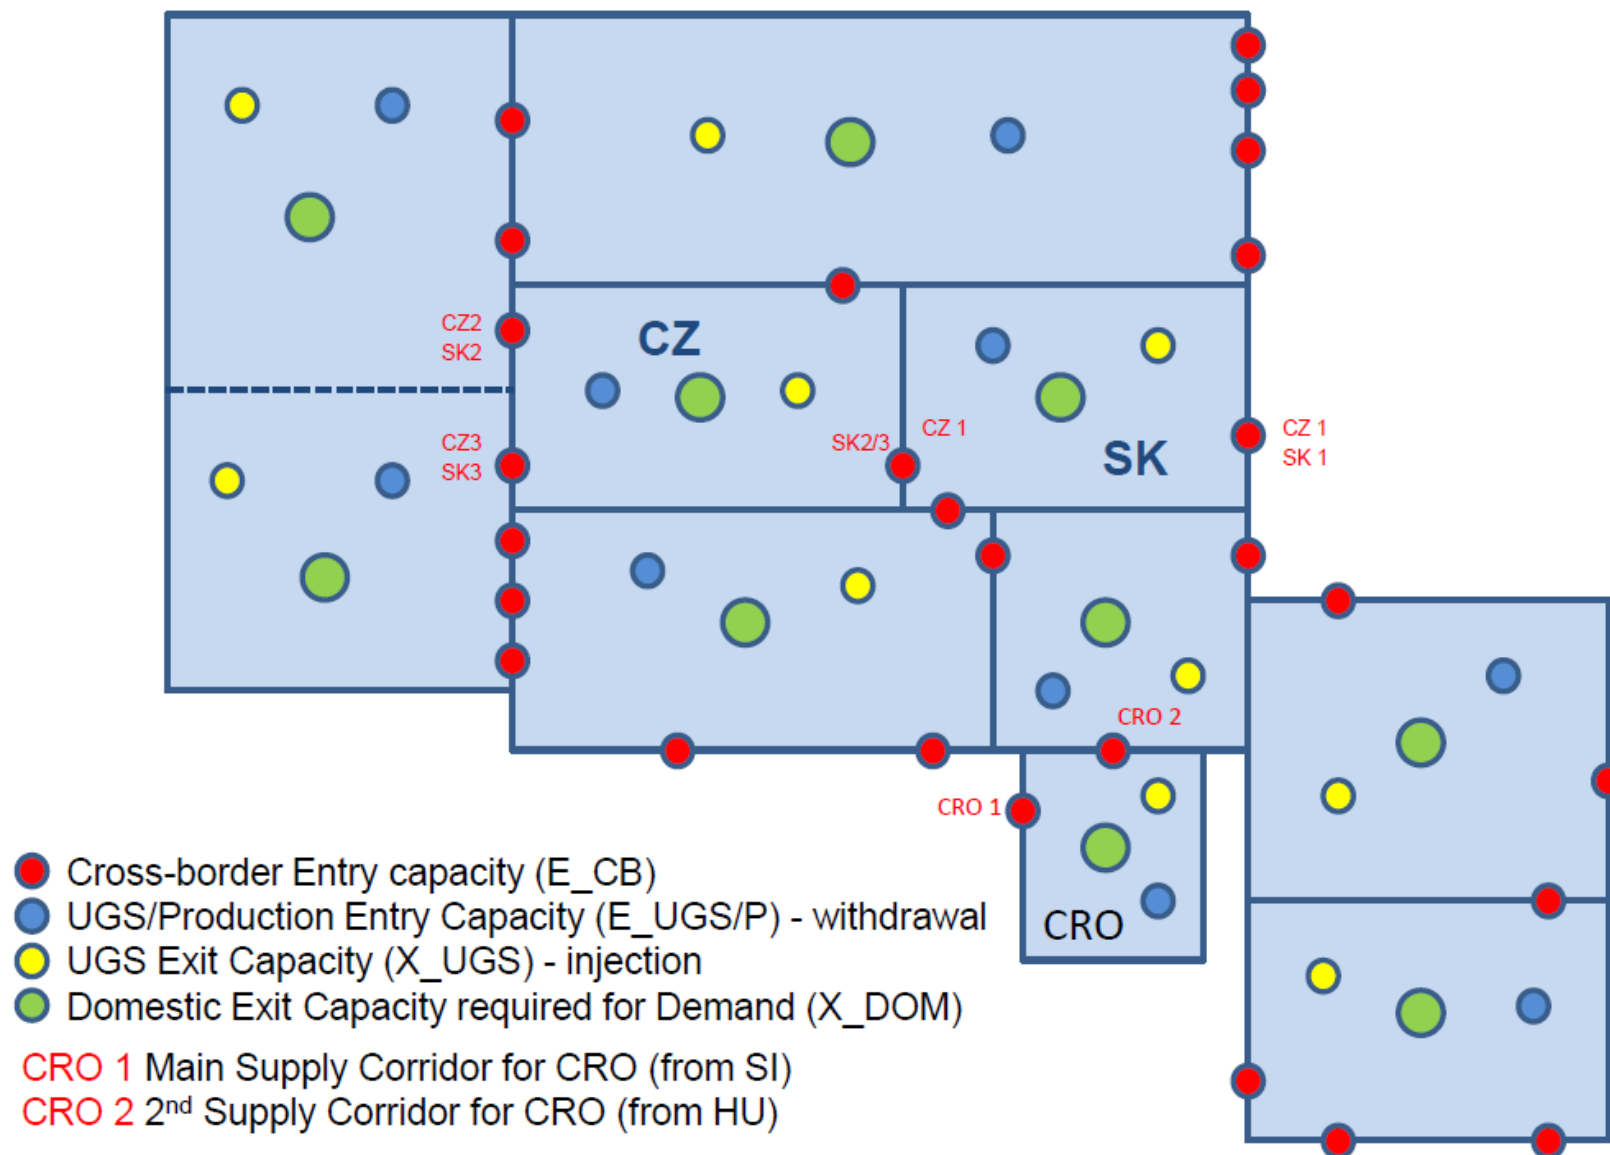 CZ2
SK2
CZ
CZ3
SK3
SK2/3
CZ 1
SK
CZ 1
SK 1
CRO 2
CRO 1
CRO
Cross-border Entry capacity (E_CB)
UGS/Production Entry Capacity (E_UGS/P) - withdrawal
UGS Exit Capacity (X_UGS) - injection
Domestic Exit Capacity required for Demand (X_DOM)
CRO 1 Main Supply Corridor for CRO (from SI)
CRO 2 2nd Supply Corridor for CRO (from HU)